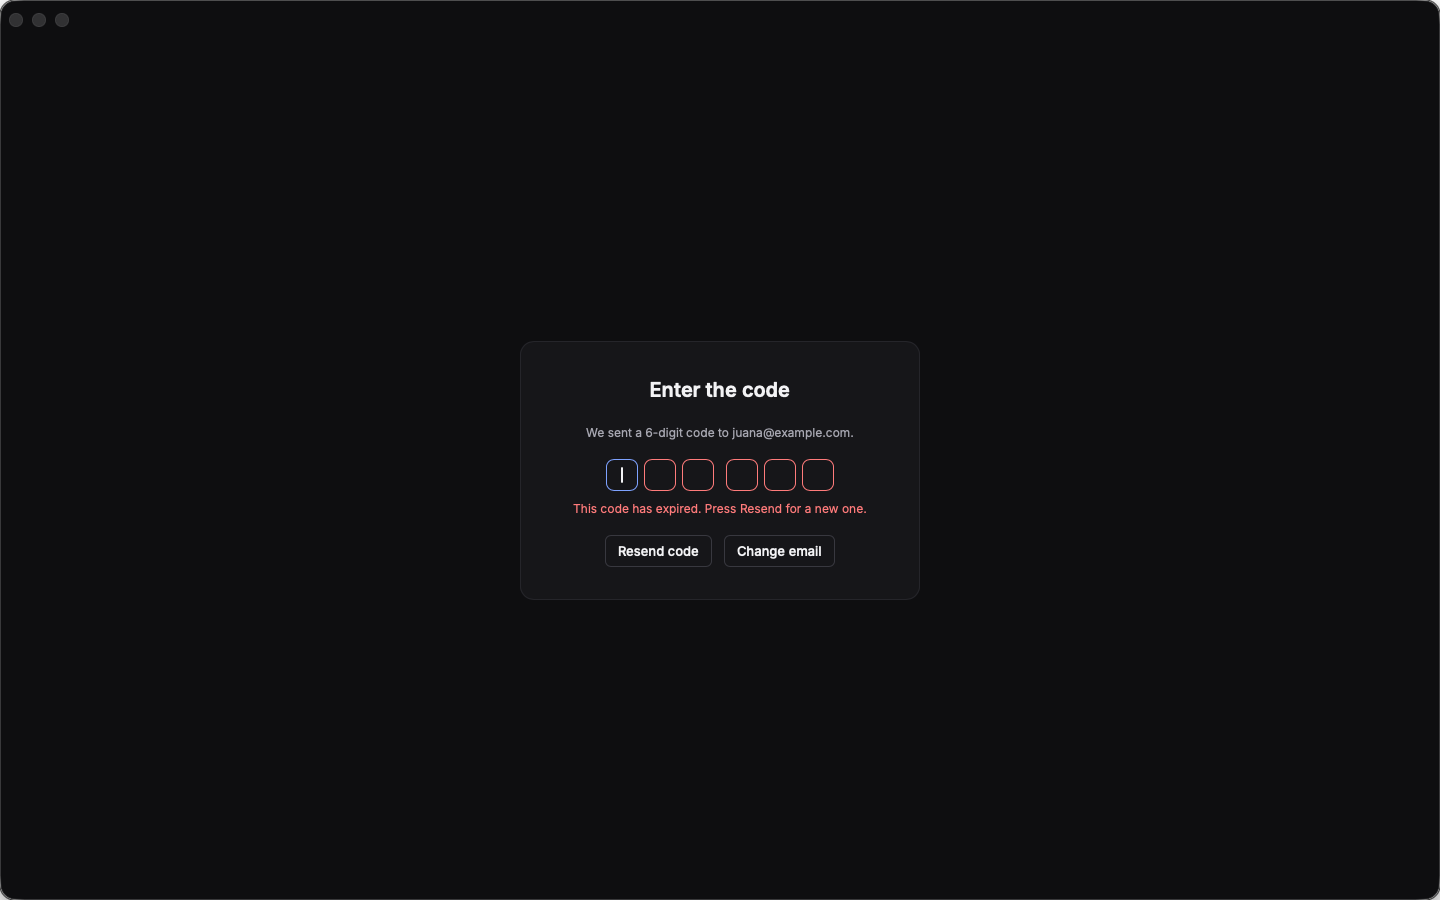 Enter the code
We sent a 6-digit code to juana@example.com.
This code has expired. Press Resend for a new one.
Resend code
Change email